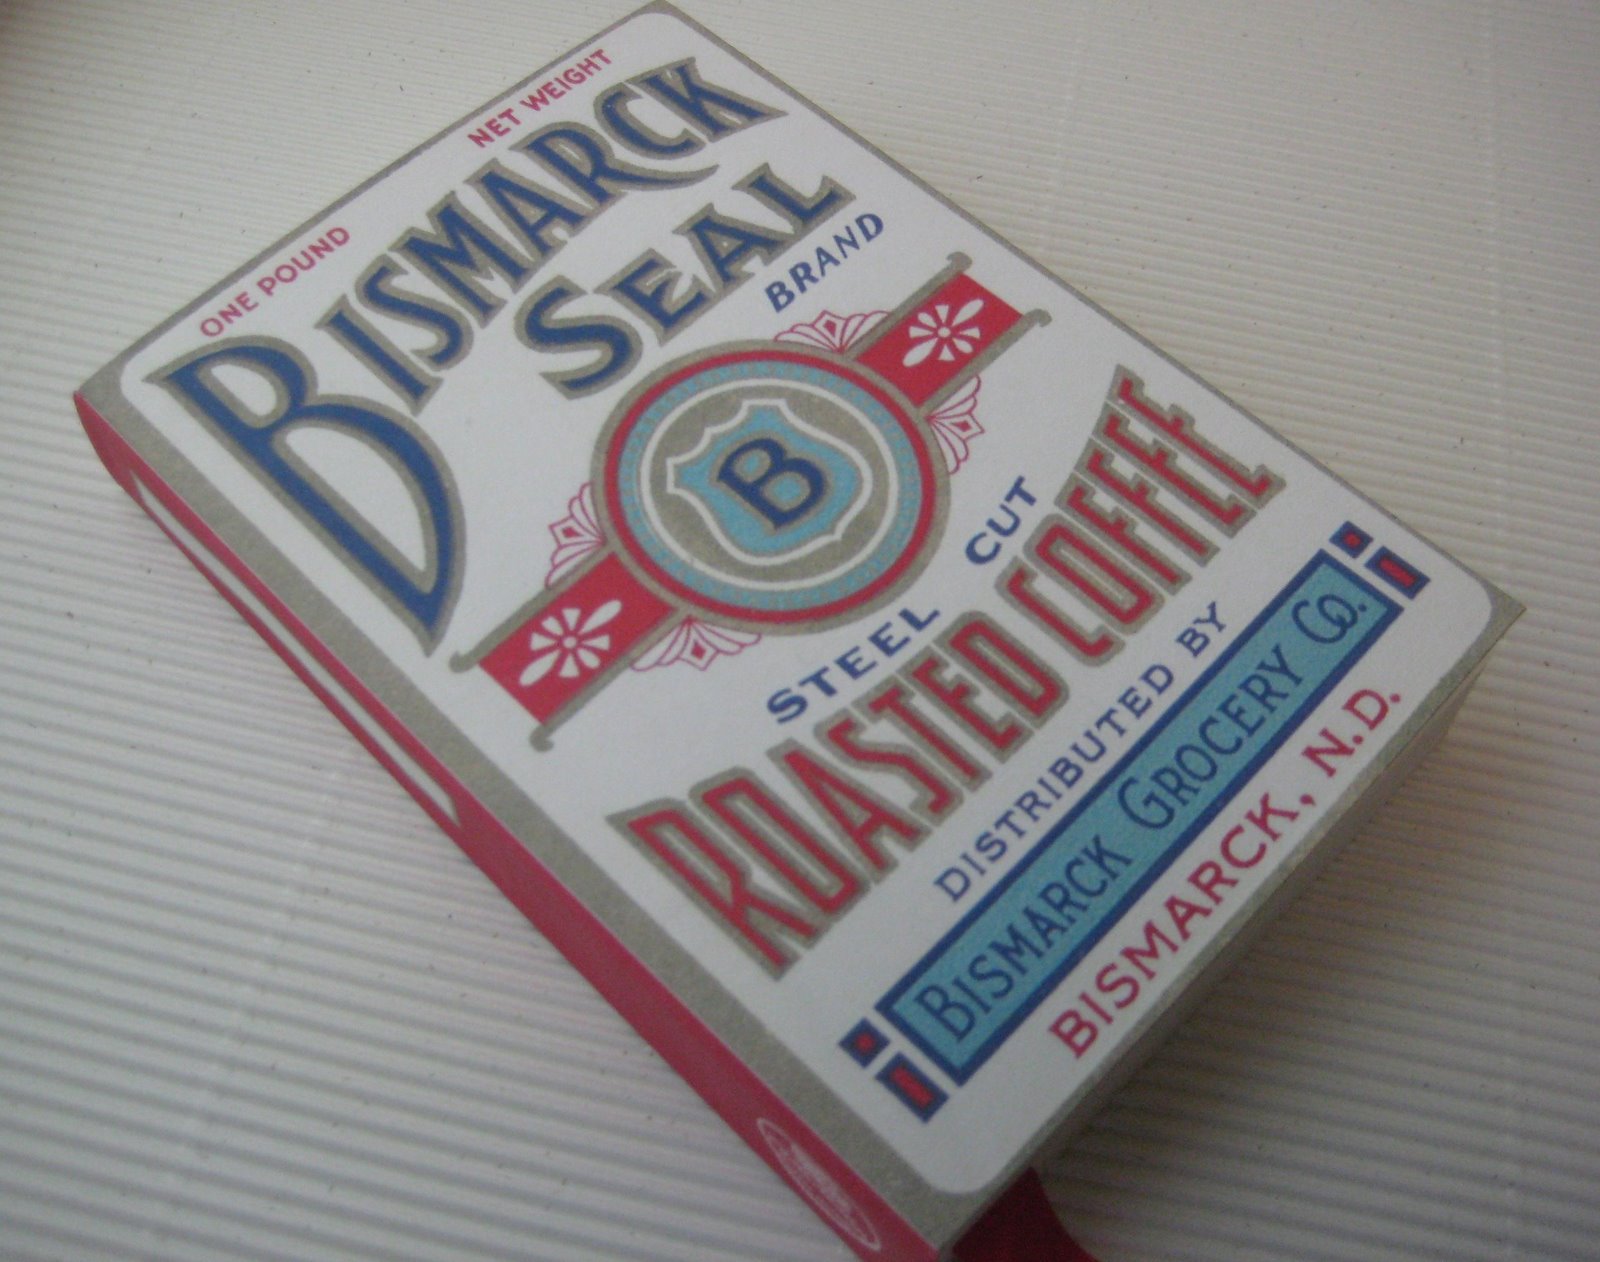 ONE POUND NET WEIGHT
BISMARCK
SEAL
BRAND
B
STEEL CUT
ROASTED COFFEE
DISTRIBUTED BY
BISMARCK GROCERY CO.
BISMARCK, N.D.